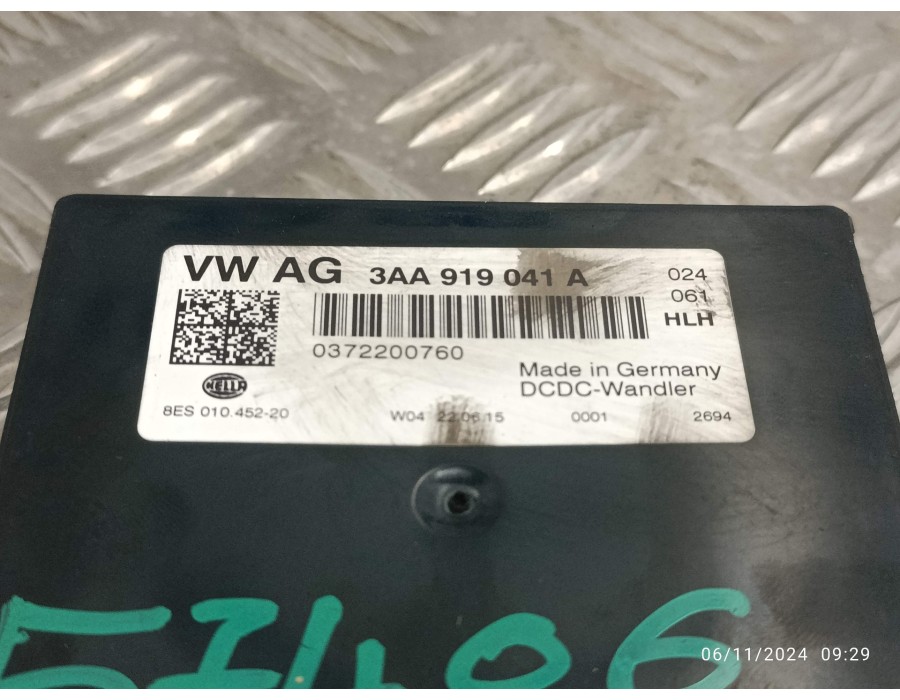 VW AG 3AA 919 041 A 024
061
HLH
0372200760
Made in Germany
DCDC-Wandler
HELLA
8ES 010.452-20 W04 22.06.15 0001 2694
06/11/2024 09:29